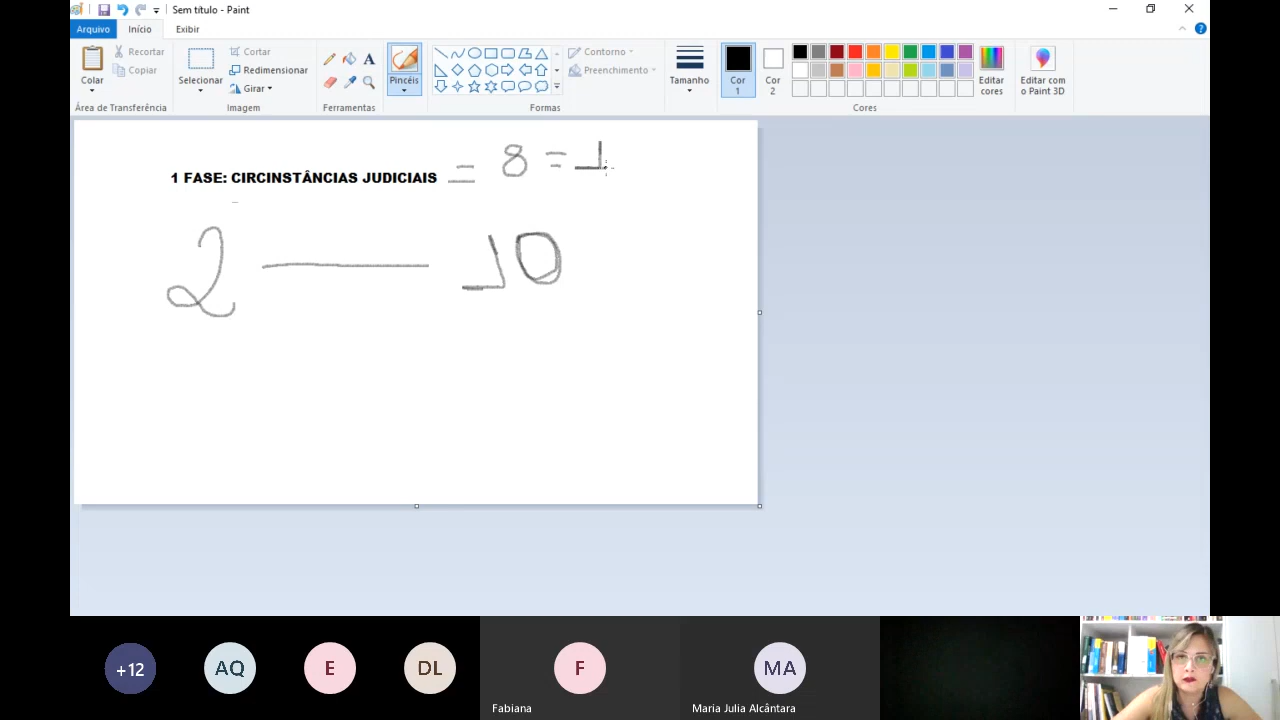 Sem título - Paint
Arquivo Início Exibir
Colar
Recortar
Copiar
Área de Transferência
Selecionar
Cortar
Redimensionar
Girar
Imagem
A
Ferramentas
Pincéis
Contorno
Preenchimento
Formas
Tamanho
Cor 1
Cor 2
Editar cores
Cores
Editar com o Paint 3D
1 FASE: CIRCINSTÂNCIAS JUDICIAIS = 8 = 1
2 — 10
+12 AQ E DL F MA
Fabiana Maria Julia Alcântara